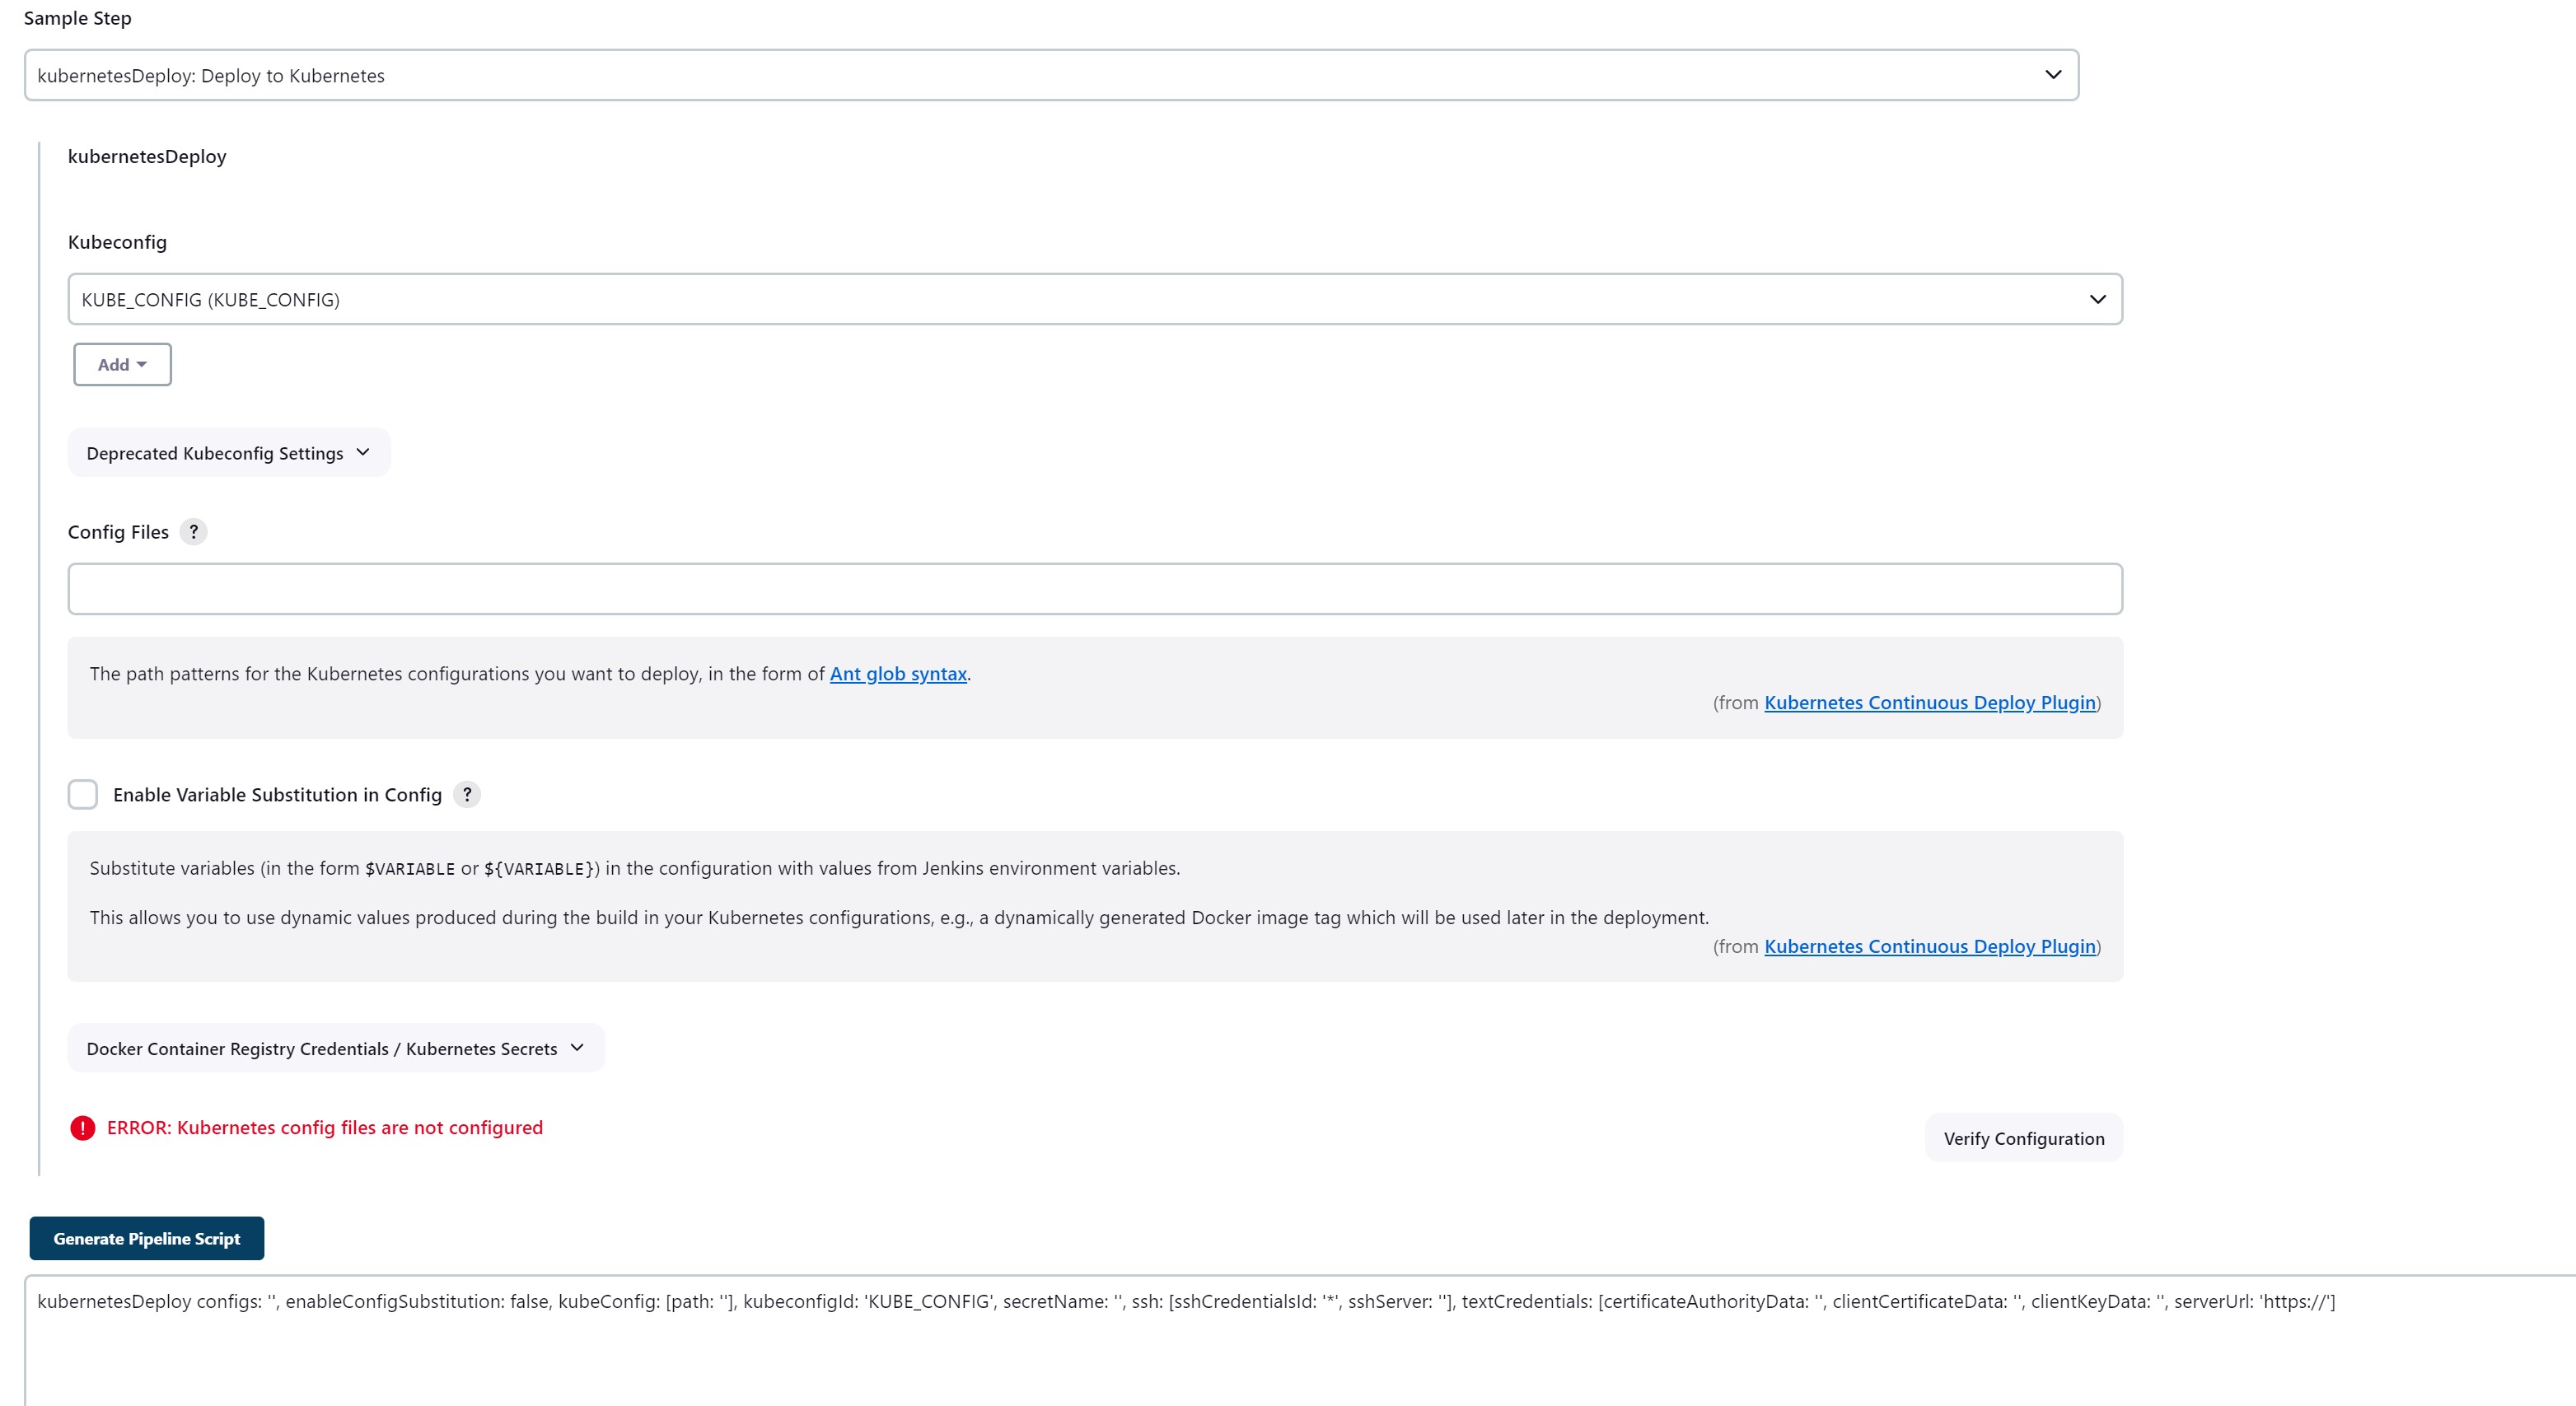 Sample Step
kubernetesDeploy: Deploy to Kubernetes
kubernetesDeploy
Kubeconfig
KUBE_CONFIG (KUBE_CONFIG)
Add
Deprecated Kubeconfig Settings
Config Files ?
The path patterns for the Kubernetes configurations you want to deploy, in the form of Ant glob syntax.
(from Kubernetes Continuous Deploy Plugin)
Enable Variable Substitution in Config ?
Substitute variables (in the form $VARIABLE or ${VARIABLE}) in the configuration with values from Jenkins environment variables.
This allows you to use dynamic values produced during the build in your Kubernetes configurations, e.g., a dynamically generated Docker image tag which will be used later in the deployment.
(from Kubernetes Continuous Deploy Plugin)
Docker Container Registry Credentials / Kubernetes Secrets
ERROR: Kubernetes config files are not configured
Verify Configuration
Generate Pipeline Script
kubernetesDeploy configs: '', enableConfigSubstitution: false, kubeConfig: [path: ''], kubeconfigId: 'KUBE_CONFIG', secretName: '', ssh: [sshCredentialsId: '*', sshServer: ''], textCredentials: [certificateAuthorityData: '', clientCertificateData: '', clientKeyData: '', serverUrl: 'https://']